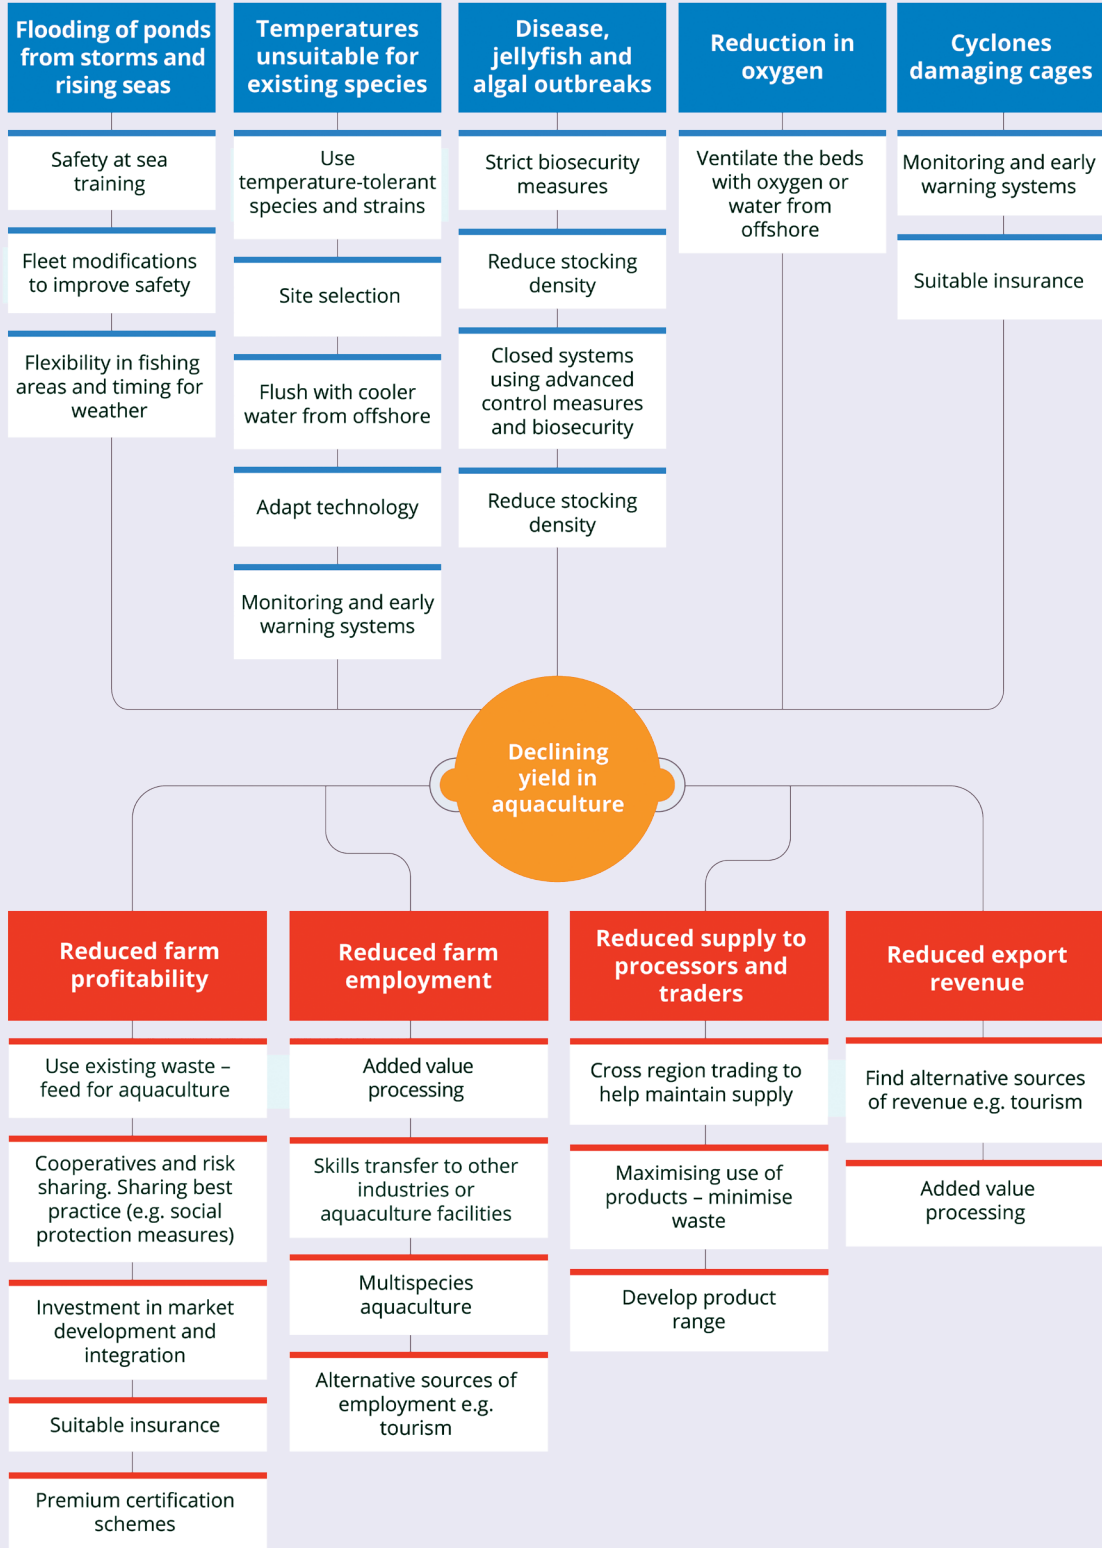 Flooding of ponds
from storms and
rising seas
Safety at sea
training
Fleet modifications
to improve safety
Flexibility in fishing
areas and timing for
weather
Temperatures
unsuitable for
existing species
Use
temperature-tolerant
species and strains
Site selection
Flush with cooler
water from offshore
Adapt technology
Monitoring and early
warning systems
Disease,
jellyfish and
algal outbreaks
Strict biosecurity
measures
Reduce stocking
density
Closed systems
using advanced
control measures
and biosecurity
Reduce stocking
density
Reduction in
oxygen
Ventilate the beds
with oxygen or
water from
offshore
Cyclones
damaging cages
Monitoring and early
warning systems
Suitable insurance
Declining
yield in
aquaculture
Reduced farm
profitability
Use existing waste –
feed for aquaculture
Cooperatives and risk
sharing. Sharing best
practice (e.g. social
protection measures)
Investment in market
development and
integration
Suitable insurance
Premium certification
schemes
Reduced farm
employment
Added value
processing
Skills transfer to other
industries or
aquaculture facilities
Multispecies
aquaculture
Alternative sources of
employment e.g.
tourism
Reduced supply to
processors and
traders
Cross region trading to
help maintain supply
Maximising use of
products – minimise
waste
Develop product
range
Reduced export
revenue
Find alternative sources
of revenue e.g. tourism
Added value
processing